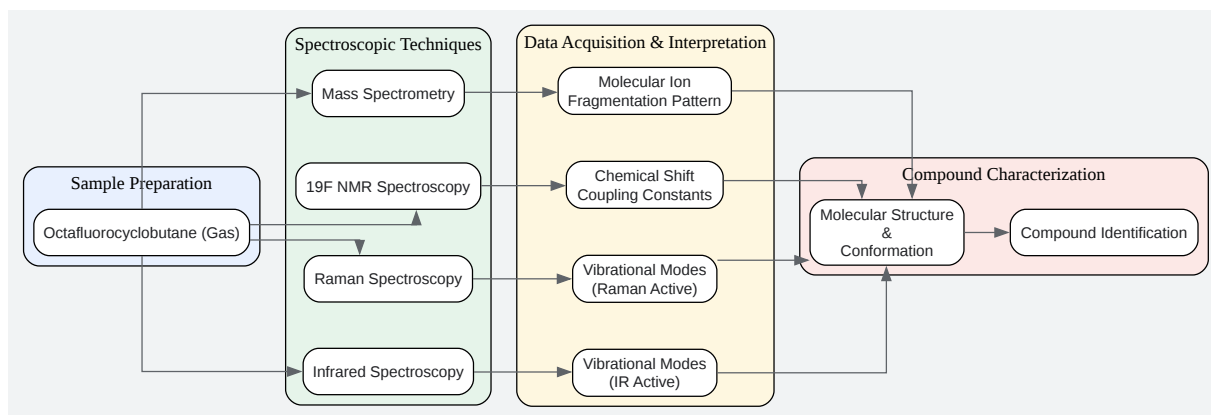 Sample Preparation
Octafluorocyclobutane (Gas)
Spectroscopic Techniques
Mass Spectrometry
19F NMR Spectroscopy
Raman Spectroscopy
Infrared Spectroscopy
Data Acquisition & Interpretation
Molecular Ion
Fragmentation Pattern
Chemical Shift
Coupling Constants
Vibrational Modes
(Raman Active)
Vibrational Modes
(IR Active)
Compound Characterization
Molecular Structure
&
Conformation
Compound Identification